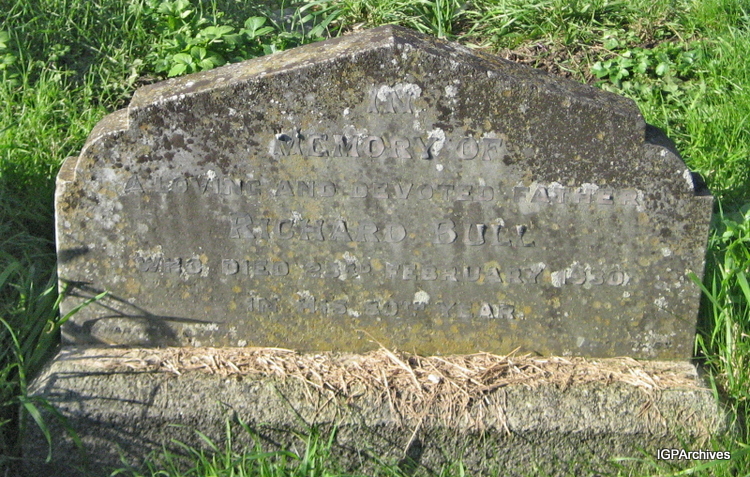 IN
MEMORY OF
A LOVING AND DEVOTED FATHER
RICHARD BULL
WHO DIED FEBRUARY
IN HIS YEAR
IGPArchives